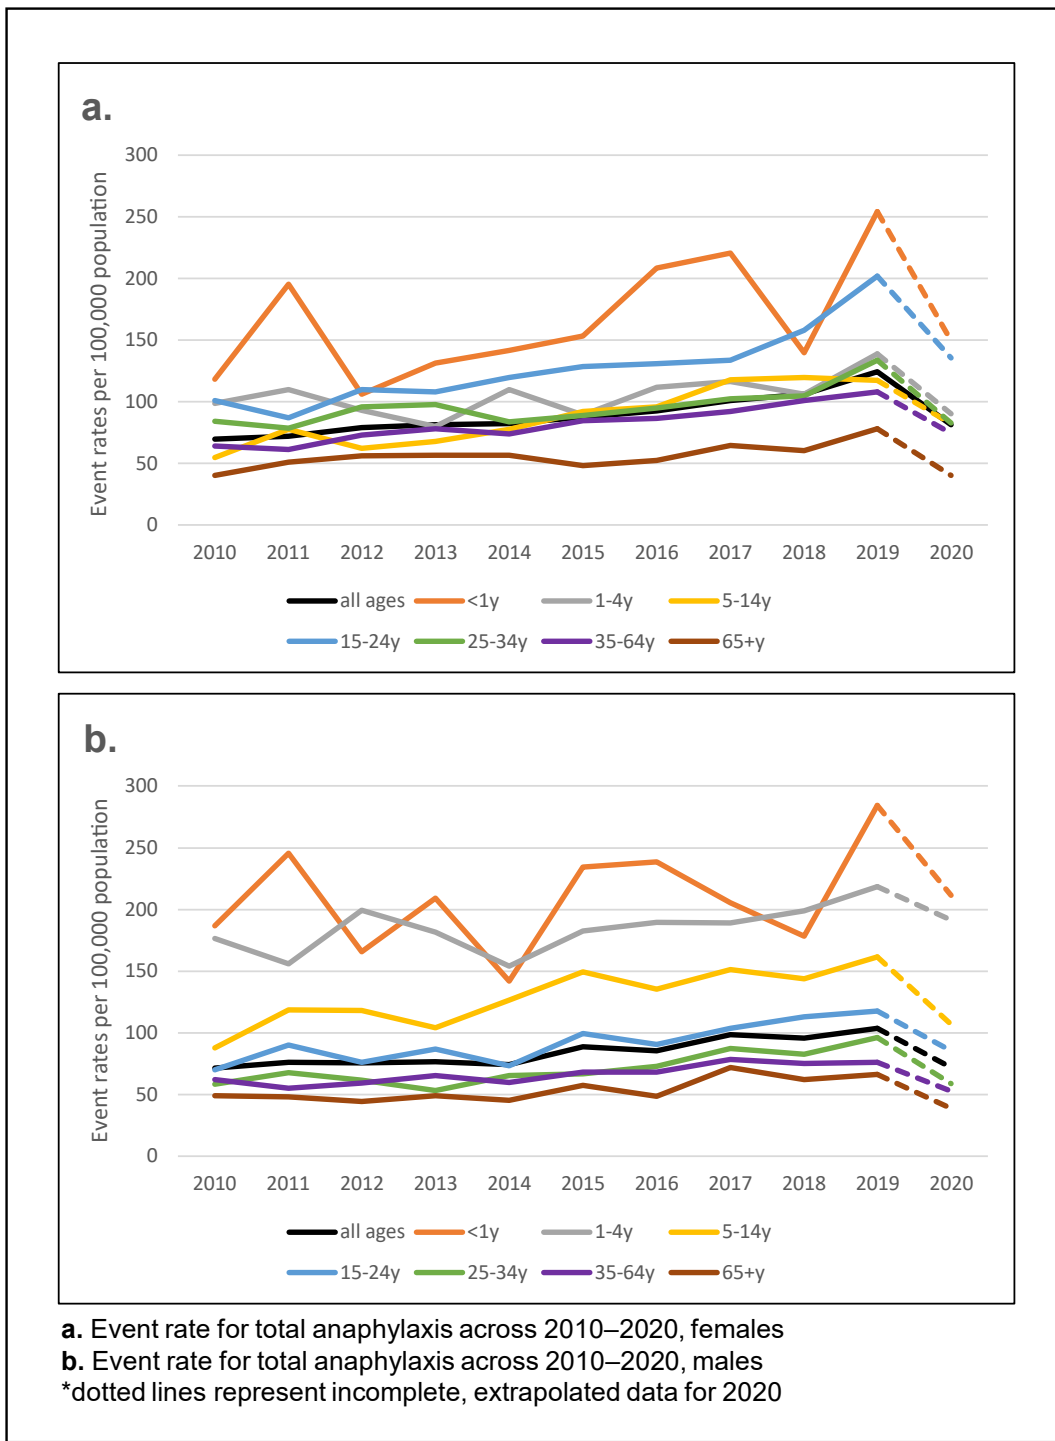 a.
Event rates per 100,000 population
300
250
200
150
100
50
0
2010 2011 2012 2013 2014 2015 2016 2017 2018 2019 2020
all ages <1y 1-4y 5-14y
15-24y 25-34y 35-64y 65+y
b.
Event rates per 100,000 population
300
250
200
150
100
50
0
2010 2011 2012 2013 2014 2015 2016 2017 2018 2019 2020
all ages <1y 1-4y 5-14y
15-24y 25-34y 35-64y 65+y
a. Event rate for total anaphylaxis across 2010–2020, females
b. Event rate for total anaphylaxis across 2010–2020, males
*dotted lines represent incomplete, extrapolated data for 2020